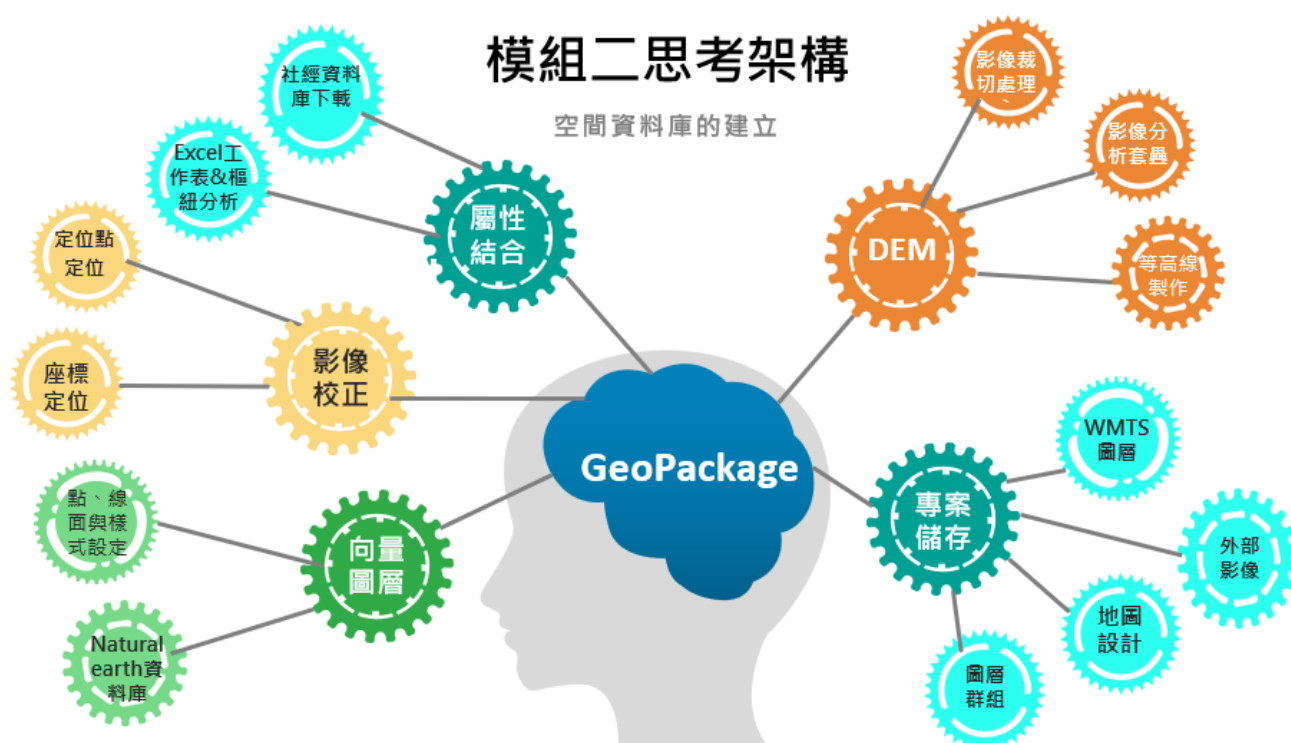 模組二思考架構
空間資料庫的建立
社經資料
庫下載
Excel工
作表&樞
紐分析
屬性
結合
定位點
定位
座標
定位
影像
校正
點、線
面與樣
式設定
Natural
earth資
料庫
向量
圖層
GeoPackage
影像裁
切處理
、
影像分
析套疊
等高線
製作
DEM
專案
儲存
WMTS
圖層
外部
影像
地圖
設計
圖層
群組